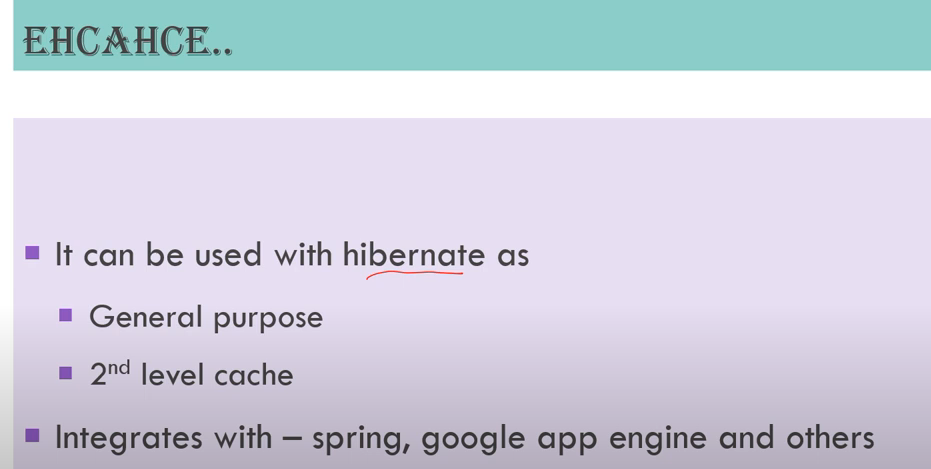 EHCAHCE..
It can be used with hibernate as
General purpose
2nd level cache
Integrates with – spring, google app engine and others